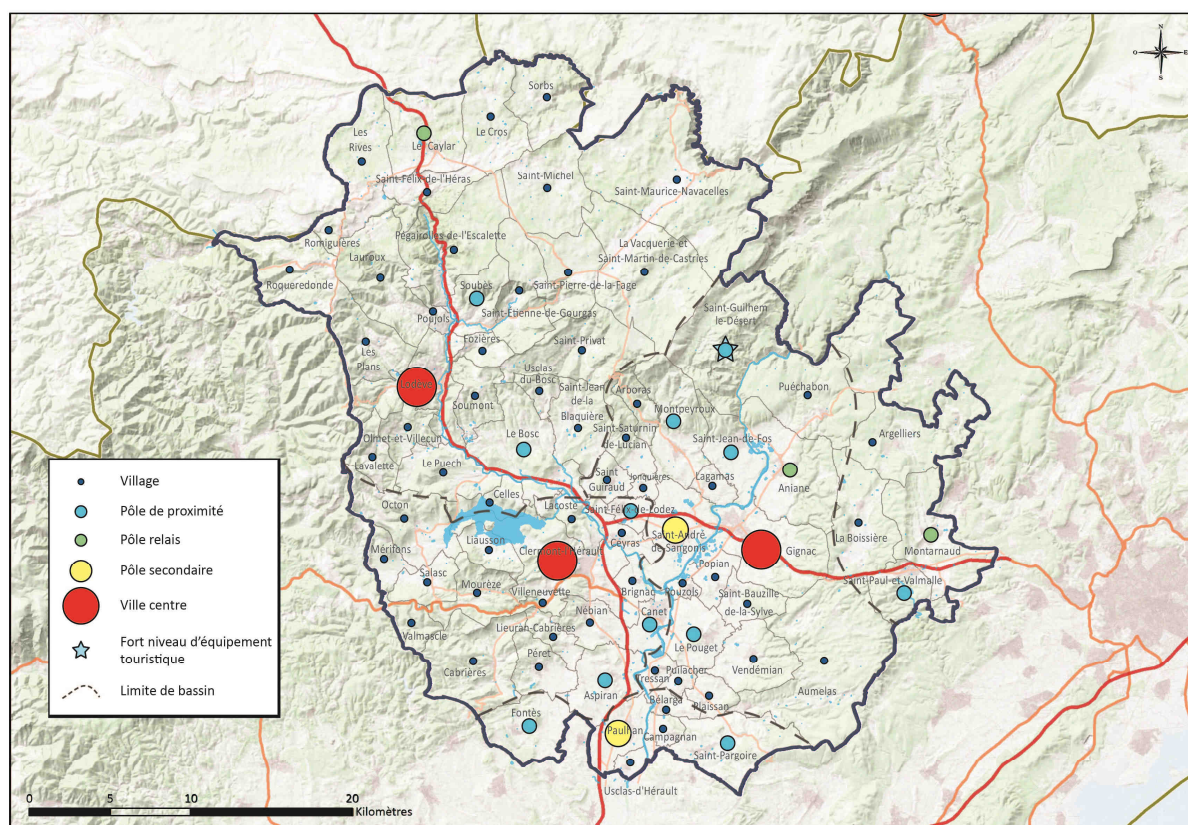 N
O
E
S
Sorbs
Le Cros
Les
Rives
Le Caylar
Saint-Félix-de-l'Héras
Saint-Michel
Saint-Maurice-Navacelles
Romiguières
Pégairolles-de-l'Escalette
La Vacquerie-et
Saint-Martin-de-Castries
Lauroux
Roqueredonde
Soubès
Saint-Pierre-de-la-Fage
Saint-Etienne-de-Gourgas
Saint-Guilhem
le-Désert
Poujols
Fozières
Saint-Privat
Les
Plans
Usclas
du-Bosc
Lodève
Soumont
Saint-Jean
de-la
Blaquière
Arboras
Puéchabon
Montpeyroux
Olmet-et-Villecun
Le Bosc
Saint-Saturnin
de-Lucian
Saint-Jean-de-Fos
Argelliers
Lavalette
Le Puech
Saint
Guiraud
Jonquières
Lagamas
Aniane
Octon
Celles
Lacoste
Saint-Félix-de-Lodez
Liausson
Clermont-l'Hérault
Ceyras
Saint-André
de-Sangonis
Gignac
La Boissière
Montarnaud
Mérifons
Salasc
Mourèze
Villeneuvette
Brignac
Pouzols
Popian
Saint-Bauzille
de-la-Sylve
Saint-Paul-et-Valmalle
Valmascle
Lieuran-Cabrières
Nébian
Canet
Le Pouget
Cabrières
Péret
Tressan
Puilacher
Vendémian
Aumelas
Aspiran
Bélarga
Plaissan
Fontès
Paulhan
Campagnan
Saint-Pargoire
Usclas-d'Hérault
Village
Pôle de proximité
Pôle relais
Pôle secondaire
Ville centre
Fort niveau d'équipement
touristique
Limite de bassin
0 5 10 20
Kilomètres